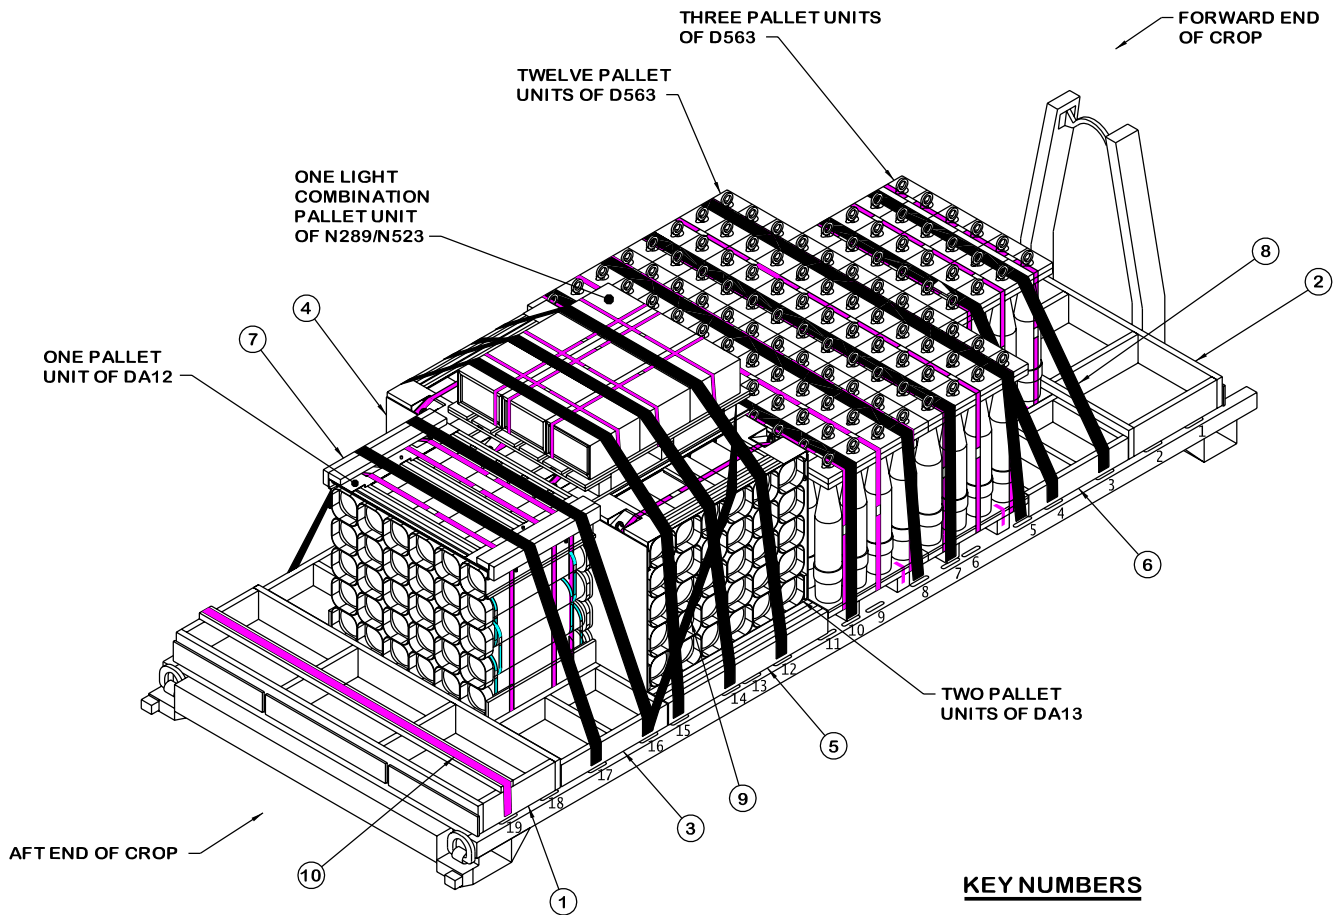 THREE PALLET UNITS
OF D563
FORWARD END
OF CROP
TWELVE PALLET
UNITS OF D563
ONE LIGHT
COMBINATION
PALLET UNIT
OF N289/N523
8
2
4
7
ONE PALLET
UNIT OF DA12
1
2
3
4
5
6
6
7
8
9
10
11
12
13
14
15
16
17
18
19
TWO PALLET
UNITS OF DA13
5
9
3
AFT END OF CROP
10
1
KEY NUMBERS